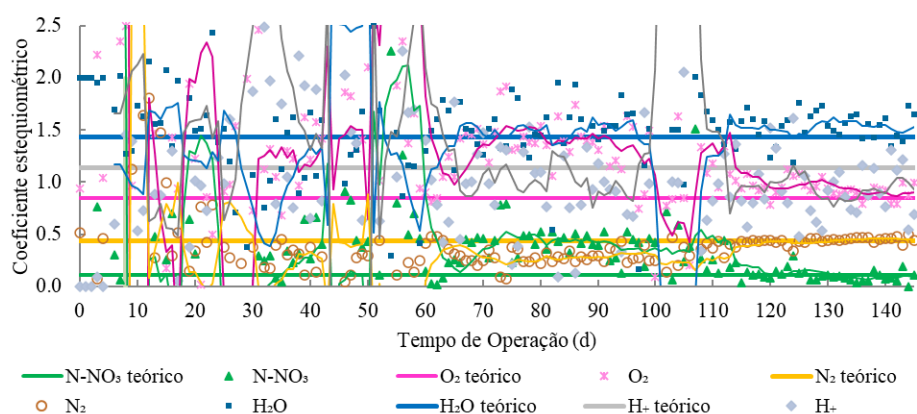 Coeficiente estequiométrico
2.5
2.0
1.5
1.0
0.5
0.0
0 10 20 30 40 50 60 70 80 90 100 110 120 130 140
Tempo de Operação (d)
N-NO₃ teórico N-NO₃ O₂ teórico O₂ N₂ teórico
N₂ H₂O H₂O teórico H₊ teórico H₊